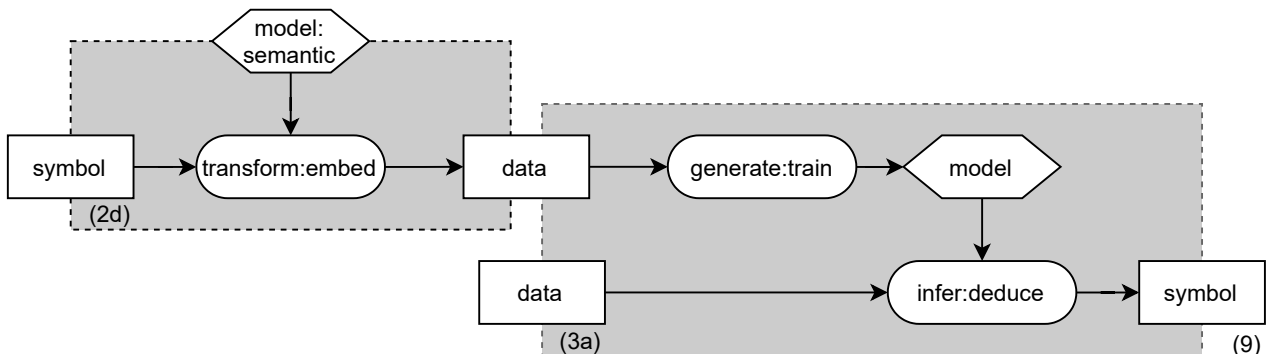 model:
semantic
symbol
transform:embed
data
generate:train
model
(2d)
data
infer:deduce
symbol
(3a)
(9)